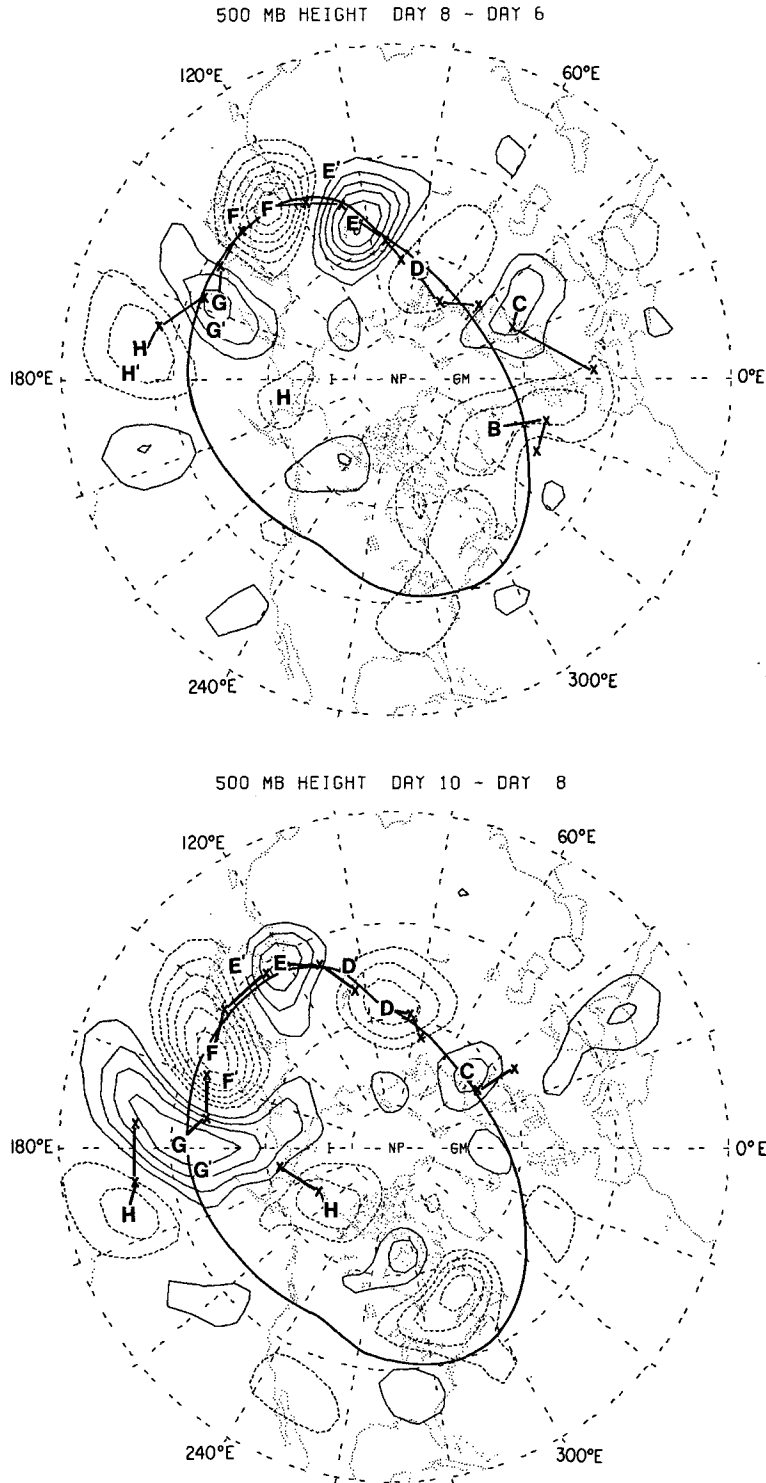 500 MB HEIGHT DAY 8 - DAY 6
120°E
60°E
E'
F'
F
E
D
G
C
G'
H
H'
180°E
I
NP
GM
0°E
H
B
240°E
300°E
500 MB HEIGHT DAY 10 - DAY 8
120°E
60°E
E'
E
D'
D
F
F'
C
180°E
G
G'
I
NP
GM
0°E
H
H
240°E
300°E